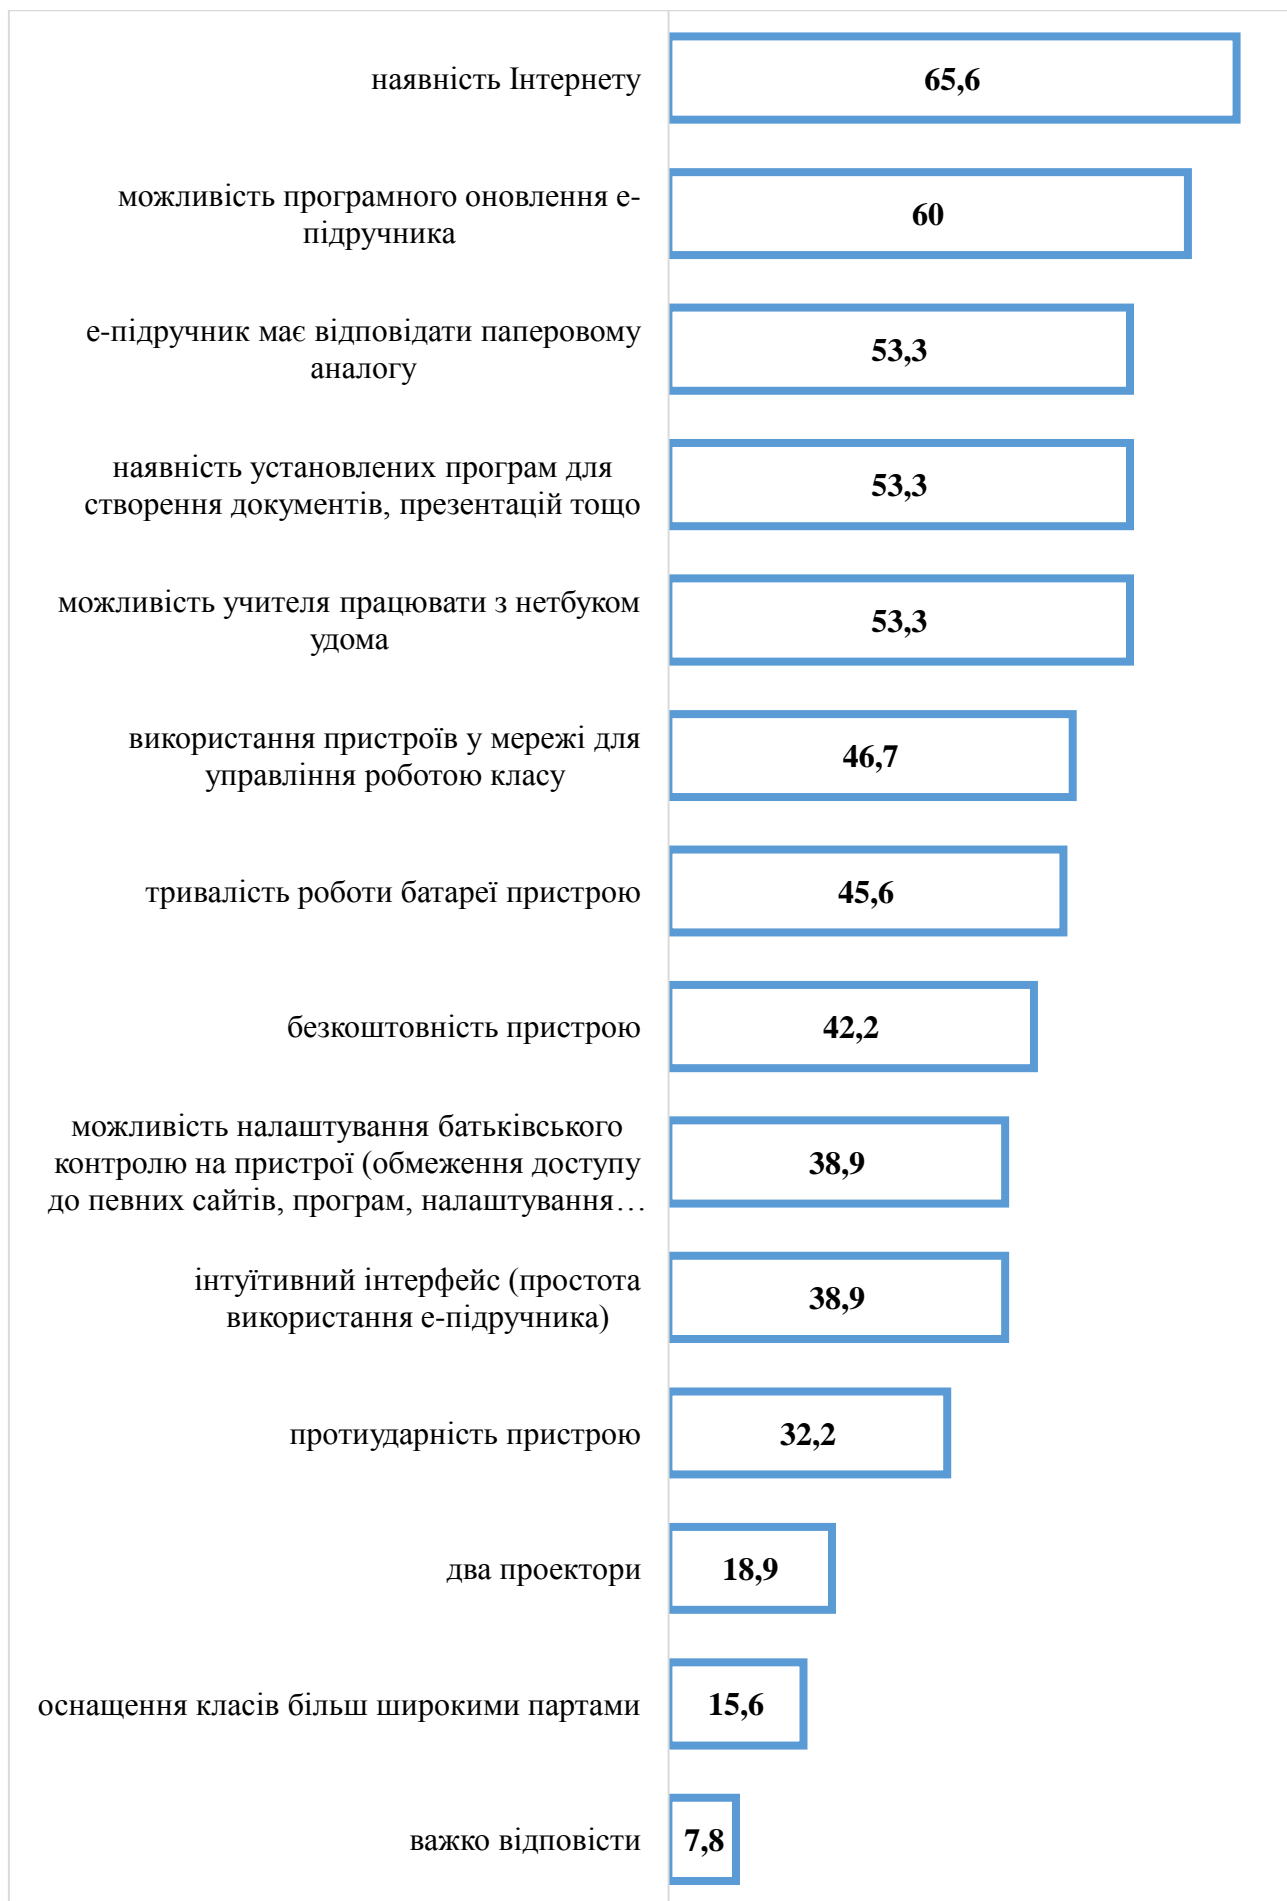 наявність Інтернету
65,6
можливість програмного оновлення е-
підручника
60
е-підручник має відповідати паперовому
аналогу
53,3
наявність установлених програм для
створення документів, презентацій тощо
53,3
можливість учителя працювати з нетбуком
удома
53,3
використання пристроїв у мережі для
управління роботою класу
46,7
тривалість роботи батареї пристрою
45,6
безкоштовність пристрою
42,2
можливість налаштування батьківського
контролю на пристрої (обмеження доступу
до певних сайтів, програм, налаштування…
38,9
інтуїтивний інтерфейс (простота
використання е-підручника)
38,9
протиударність пристрою
32,2
два проектори
18,9
оснащення класів більш широкими партами
15,6
важко відповісти
7,8